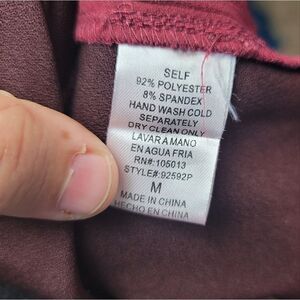 SELF
92% POLYESTER
8% SPANDEX
HAND WASH COLD
SEPARATELY
DRY CLEAN ONLY
LAVAR A MANO
EN AGUA FRIA
RN#: 105013
STYLE#: 92592P
M
MADE IN CHINA
HECHO EN CHINA